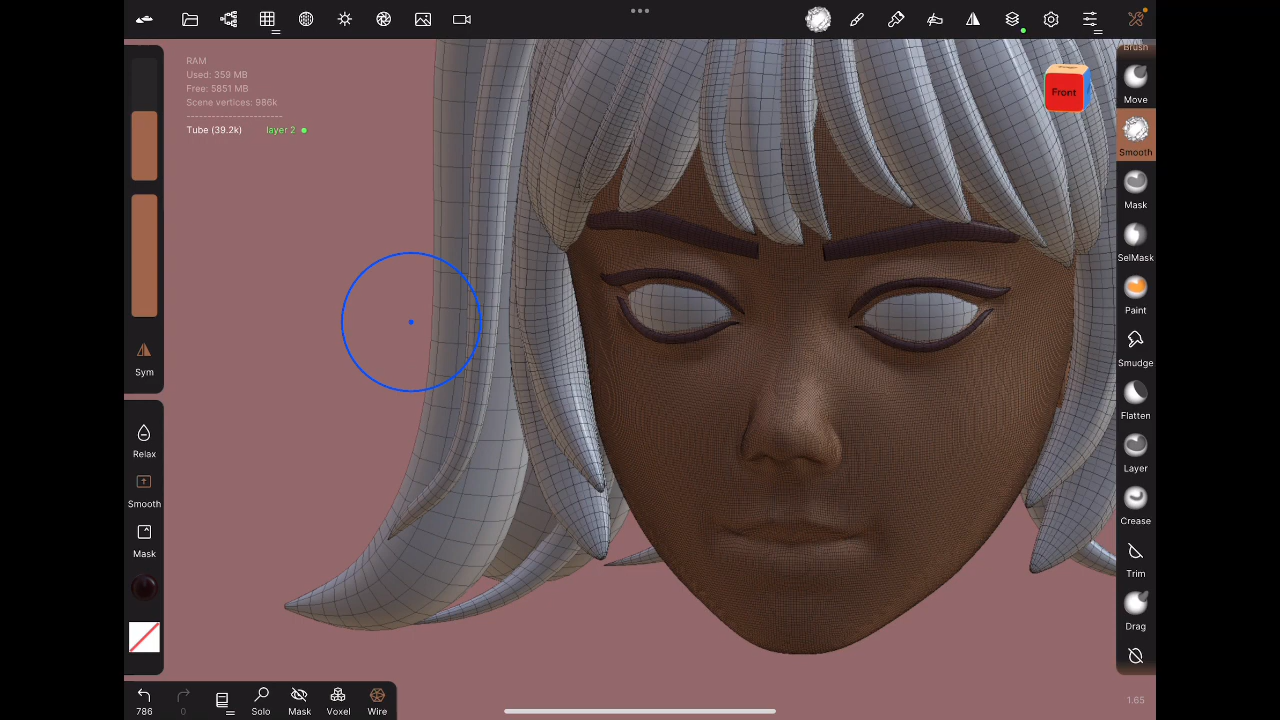 RAM
Used: 359 MB
Free: 5851 MB
Scene vertices: 986k
-----------------------
Tube (39.2k) layer 2
Front
Brush
Move
Smooth
Mask
SelMask
Paint
Smudge
Flatten
Layer
Crease
Trim
Drag
Sym
Relax
Smooth
Mask
786
0
Solo
Mask
Voxel
Wire
1.65